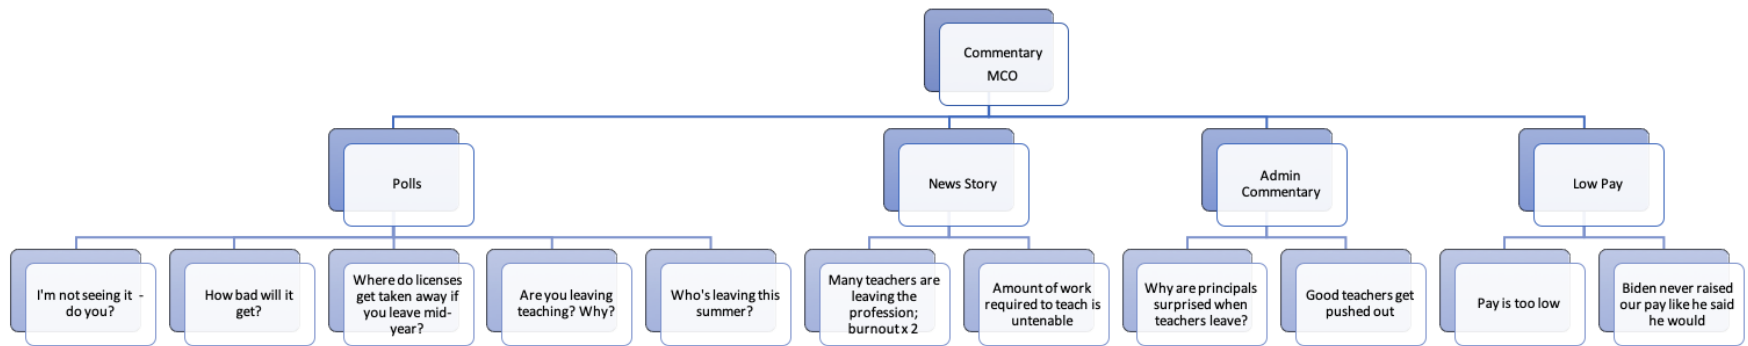 Commentary
MCO
Polls
News Story
Admin
Commentary
Low Pay
I'm not seeing it -
do you?
How bad will it
get?
Where do licenses
get taken away if
you leave mid-
year?
Are you leaving
teaching? Why?
Who's leaving this
summer?
Many teachers are
leaving the
profession;
burnout x 2
Amount of work
required to teach is
untenable
Why are principals
surprised when
teachers leave?
Good teachers get
pushed out
Pay is too low
Biden never raised
our pay like he said
he would